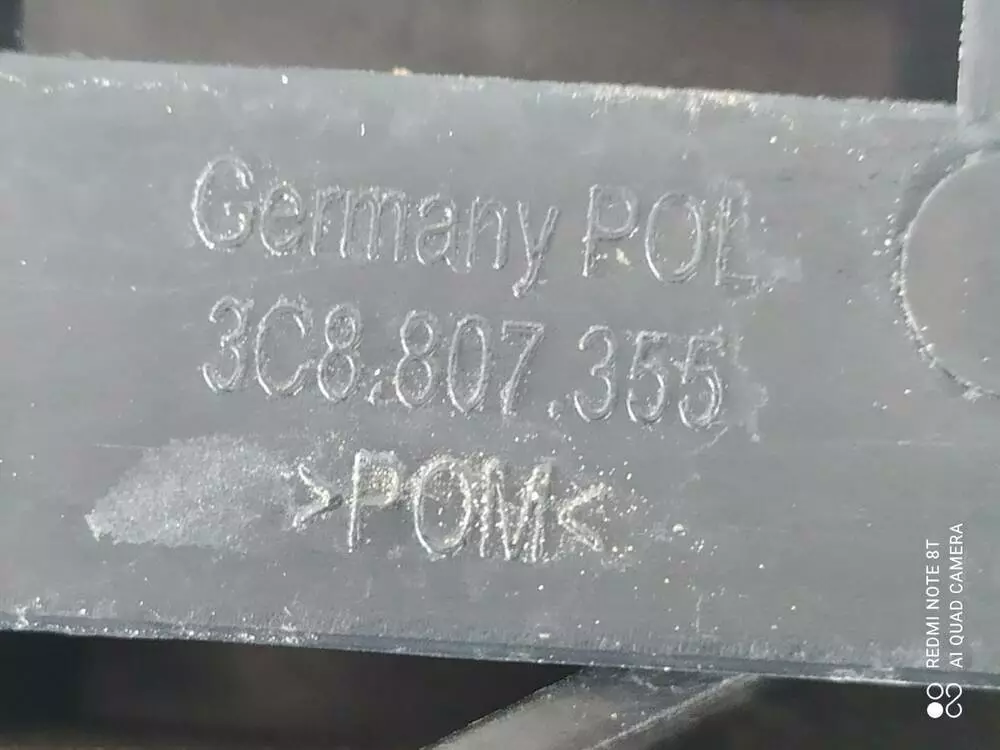 Germany POL
3C8.807.355
>POM<
REDMI NOTE 8T
AI QUAD CAMERA